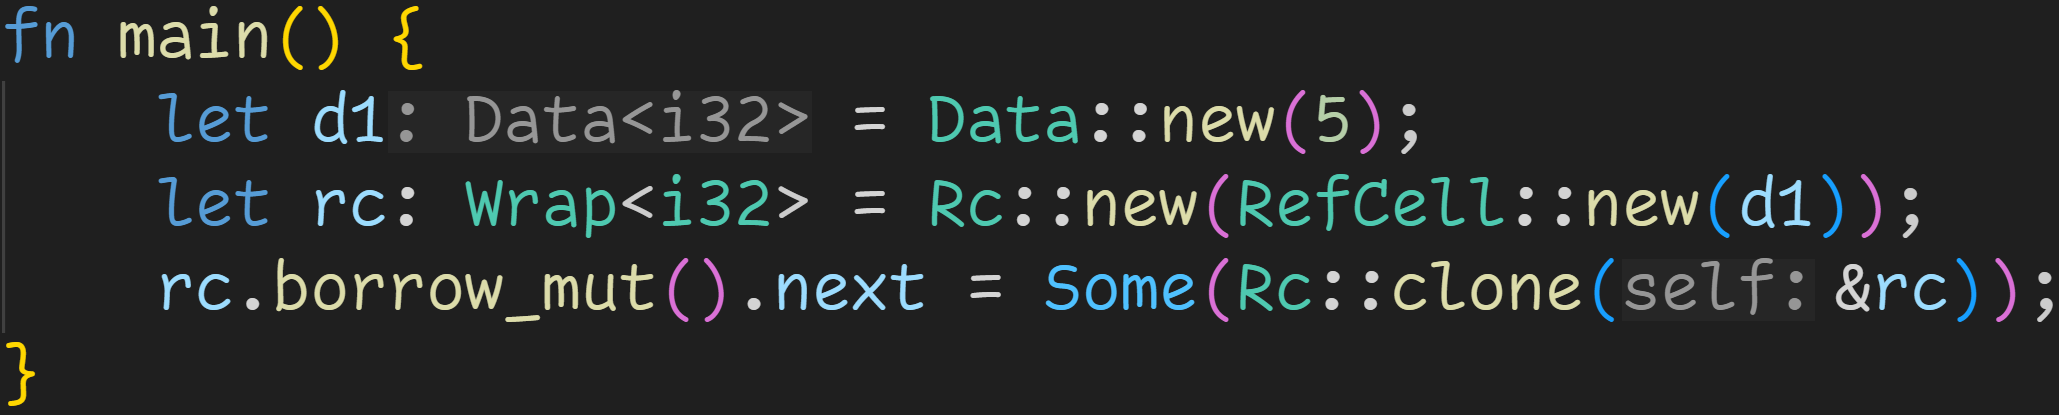 fn main() {
    let d1: Data<i32> = Data::new(5);
    let rc: Wrap<i32> = Rc::new(RefCell::new(d1));
    rc.borrow_mut().next = Some(Rc::clone(self: &rc));
}